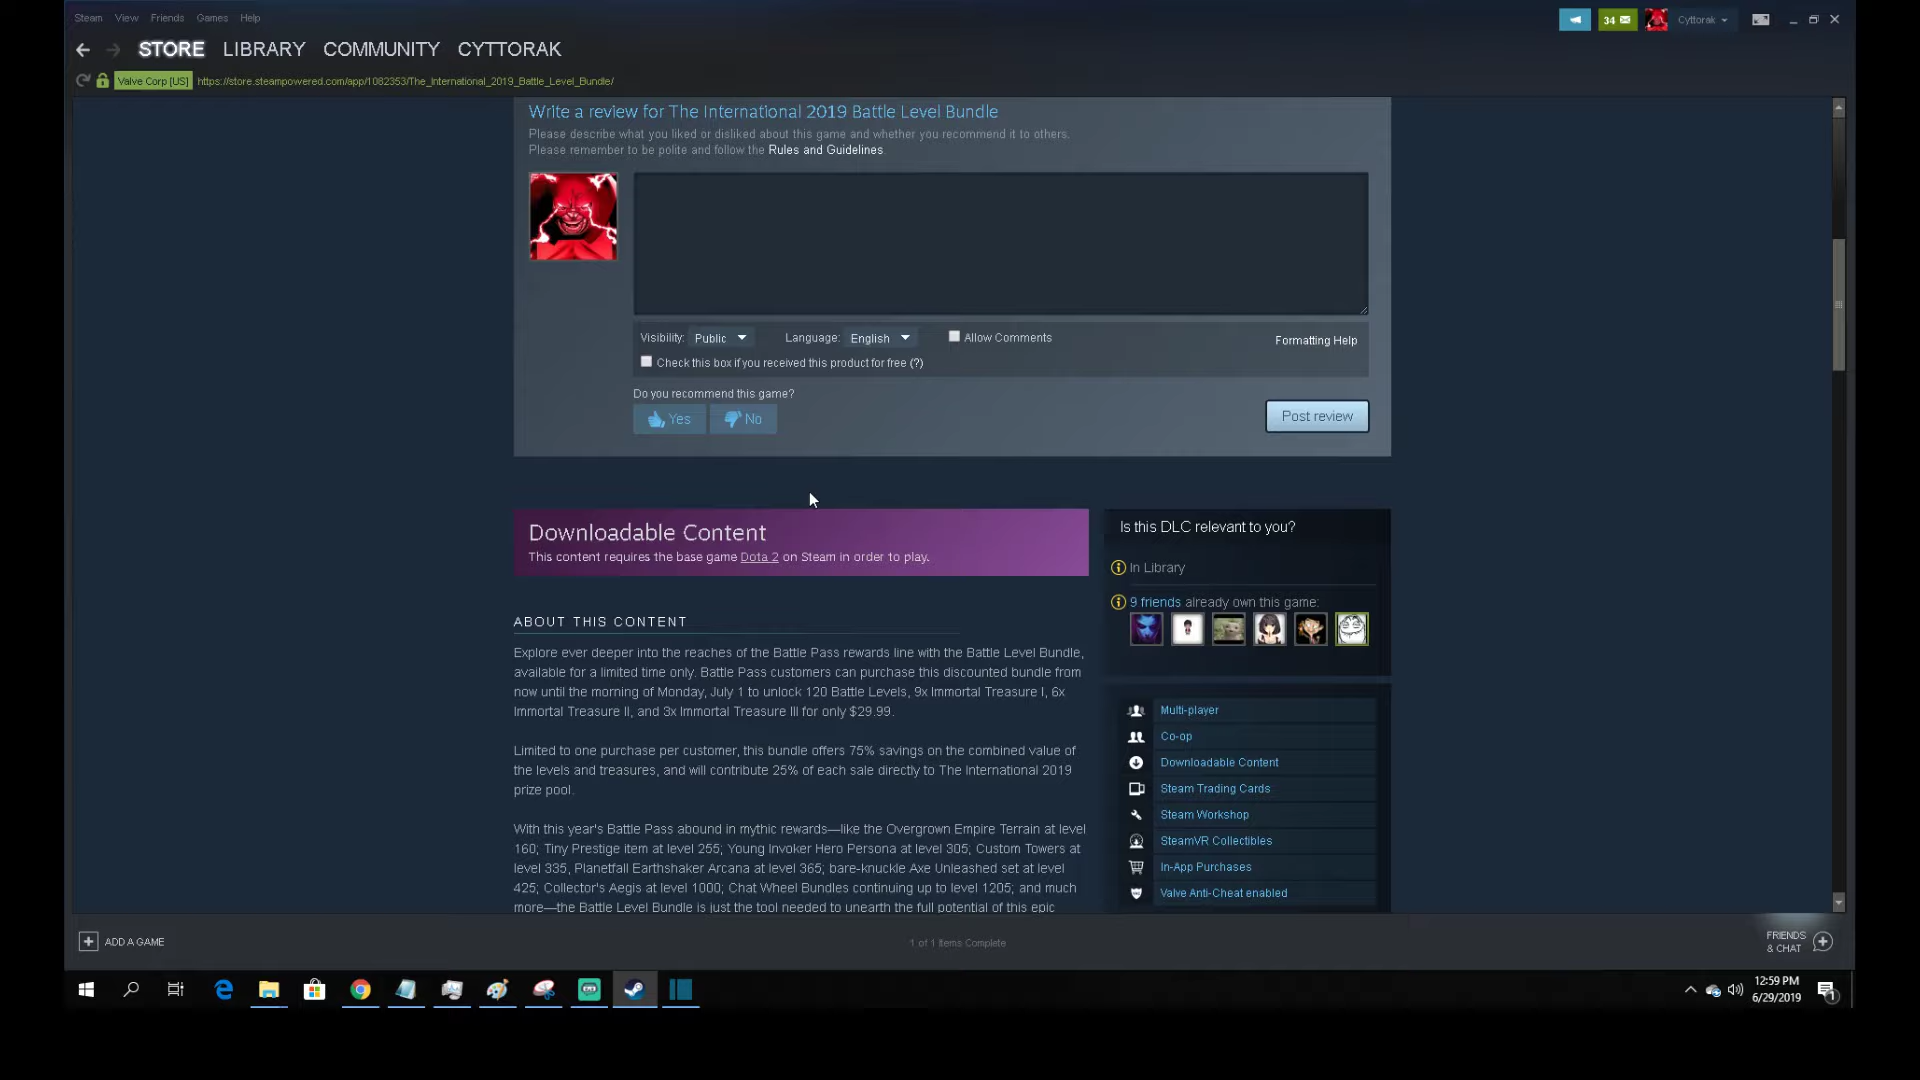 Steam View Friends Games Help
34 Cyttorak
STORE LIBRARY COMMUNITY CYTTORAK
Valve Corp [US] https://store.steampowered.com/app/1082353/The_International_2019_Battle_Level_Bundle/
Write a review for The International 2019 Battle Level Bundle
Please describe what you liked or disliked about this game and whether you recommend it to others.
Please remember to be polite and follow the Rules and Guidelines.
Visibility: Public Language: English Allow Comments Formatting Help
Check this box if you received this product for free (?)
Do you recommend this game?
Yes No Post review
Downloadable Content
This content requires the base game Dota 2 on Steam in order to play.
Is this DLC relevant to you?
In Library
9 friends already own this game:
ABOUT THIS CONTENT
Explore ever deeper into the reaches of the Battle Pass rewards line with the Battle Level Bundle,
available for a limited time only. Battle Pass customers can purchase this discounted bundle from
now until the morning of Monday, July 1 to unlock 120 Battle Levels, 9x Immortal Treasure I, 6x
Immortal Treasure II, and 3x Immortal Treasure III for only $29.99.
Limited to one purchase per customer, this bundle offers 75% savings on the combined value of
the levels and treasures, and will contribute 25% of each sale directly to The International 2019
prize pool.
With this year's Battle Pass abound in mythic rewards—like the Overgrown Empire Terrain at level
160; Tiny Prestige item at level 255; Young Invoker Hero Persona at level 305; Custom Towers at
level 335, Planetfall Earthshaker Arcana at level 365; bare-knuckle Axe Unleashed set at level
425; Collector's Aegis at level 1000; Chat Wheel Bundles continuing up to level 1205; and much
more—the Battle Level Bundle is just the tool needed to unearth the full potential of this epic
Multi-player
Co-op
Downloadable Content
Steam Trading Cards
Steam Workshop
SteamVR Collectibles
In-App Purchases
Valve Anti-Cheat enabled
ADD A GAME
1 of 1 Items Complete
FRIENDS
& CHAT
12:59 PM
6/29/2019
1